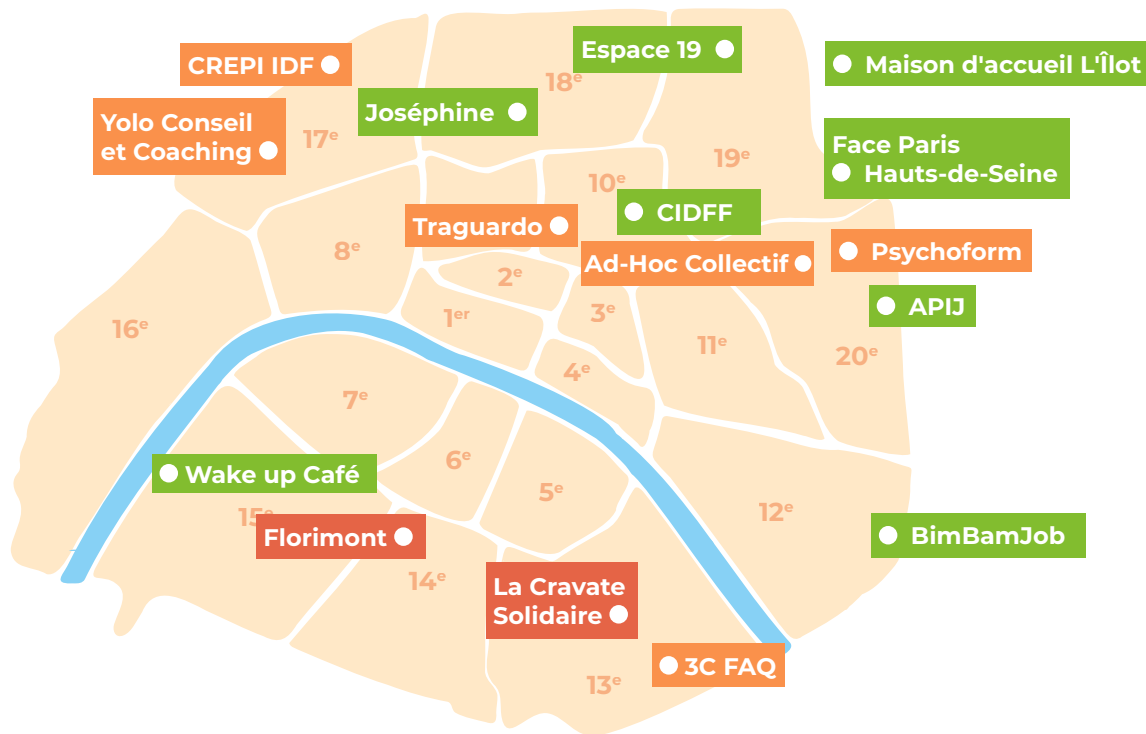 Espace 19
CREPI IDF
Maison d'accueil L'Îlot
18e
Joséphine
Yolo Conseil
et Coaching
17e
Face Paris
Hauts-de-Seine
19e
10e
CIDFF
Traguardo
8e
Psychoform
Ad-Hoc Collectif
2e
APIJ
1er
3e
16e
11e
20e
4e
7e
6e
Wake up Café
5e
15e
12e
Florimont
BimBamJob
14e
La Cravate
Solidaire
3C FAQ
13e